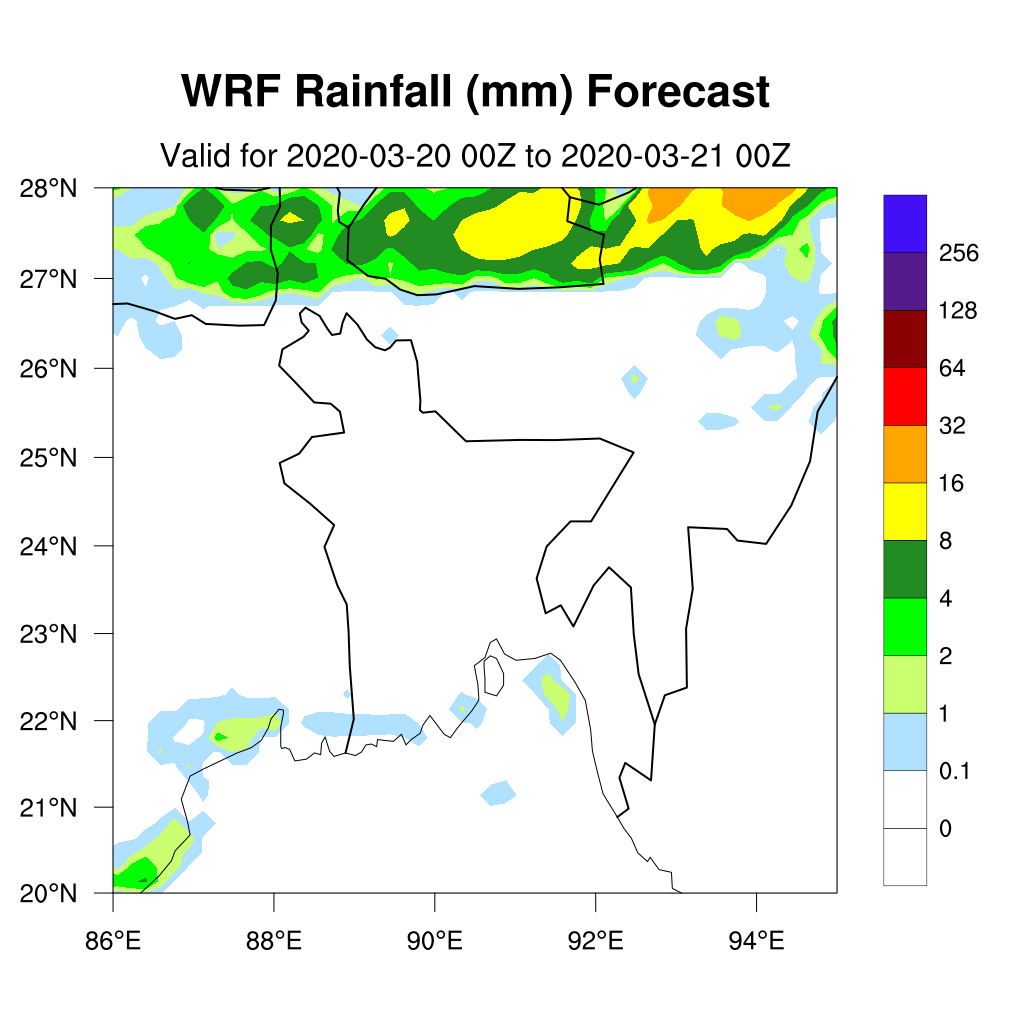 WRF Rainfall (mm) Forecast
Valid for 2020-03-20 00Z to 2020-03-21 00Z
28°N
27°N
26°N
25°N
24°N
23°N
22°N
21°N
20°N
86°E 88°E 90°E 92°E 94°E
256
128
64
32
16
8
4
2
1
0.1
0